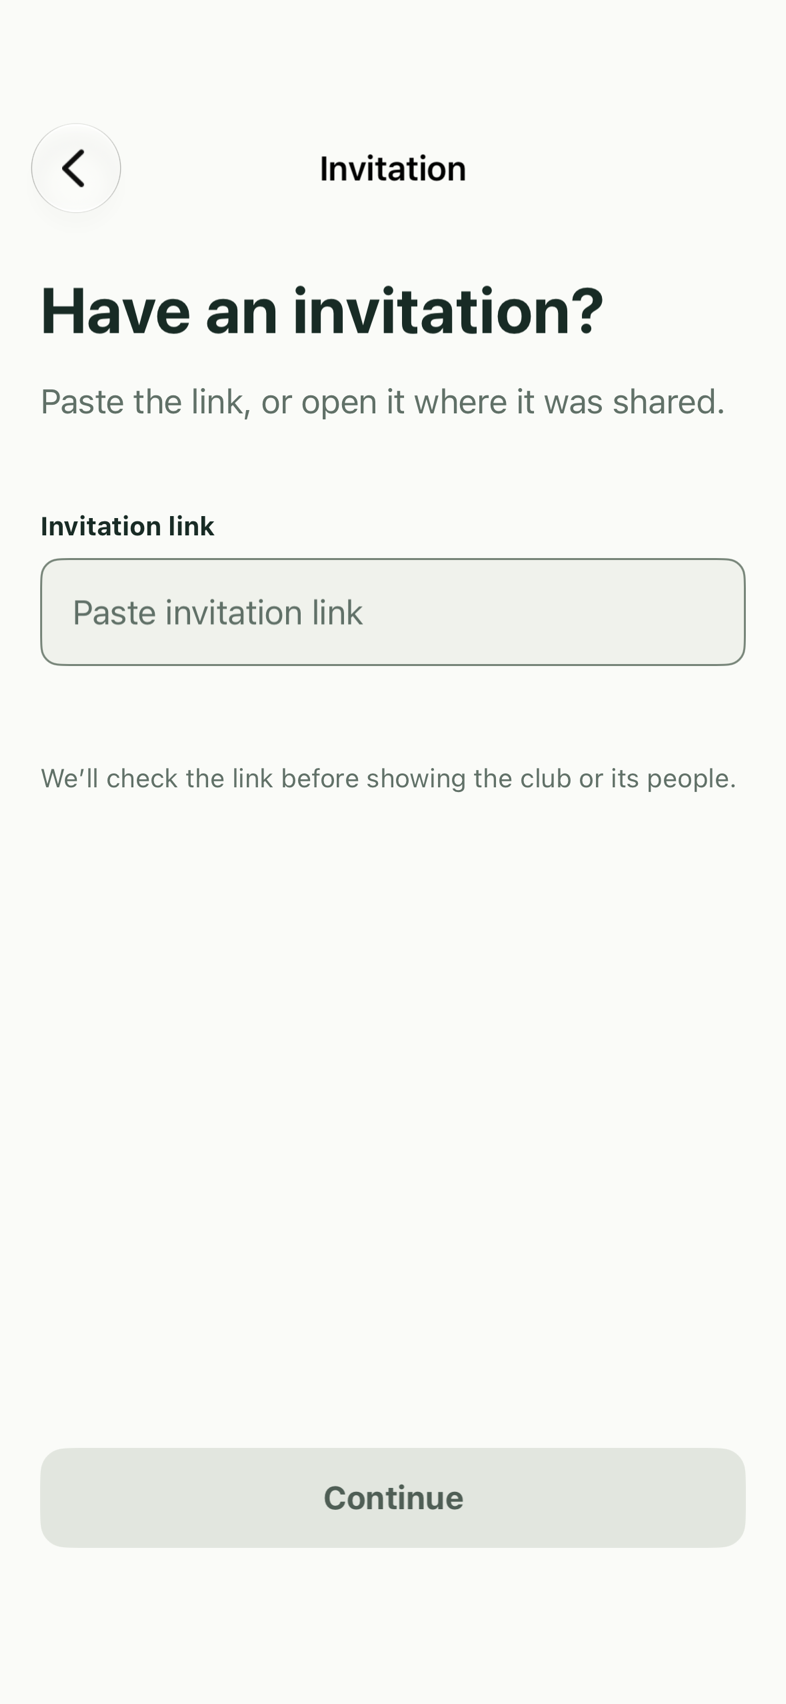 Invitation
Have an invitation?
Paste the link, or open it where it was shared.
Invitation link
Paste invitation link
We’ll check the link before showing the club or its people.
Continue